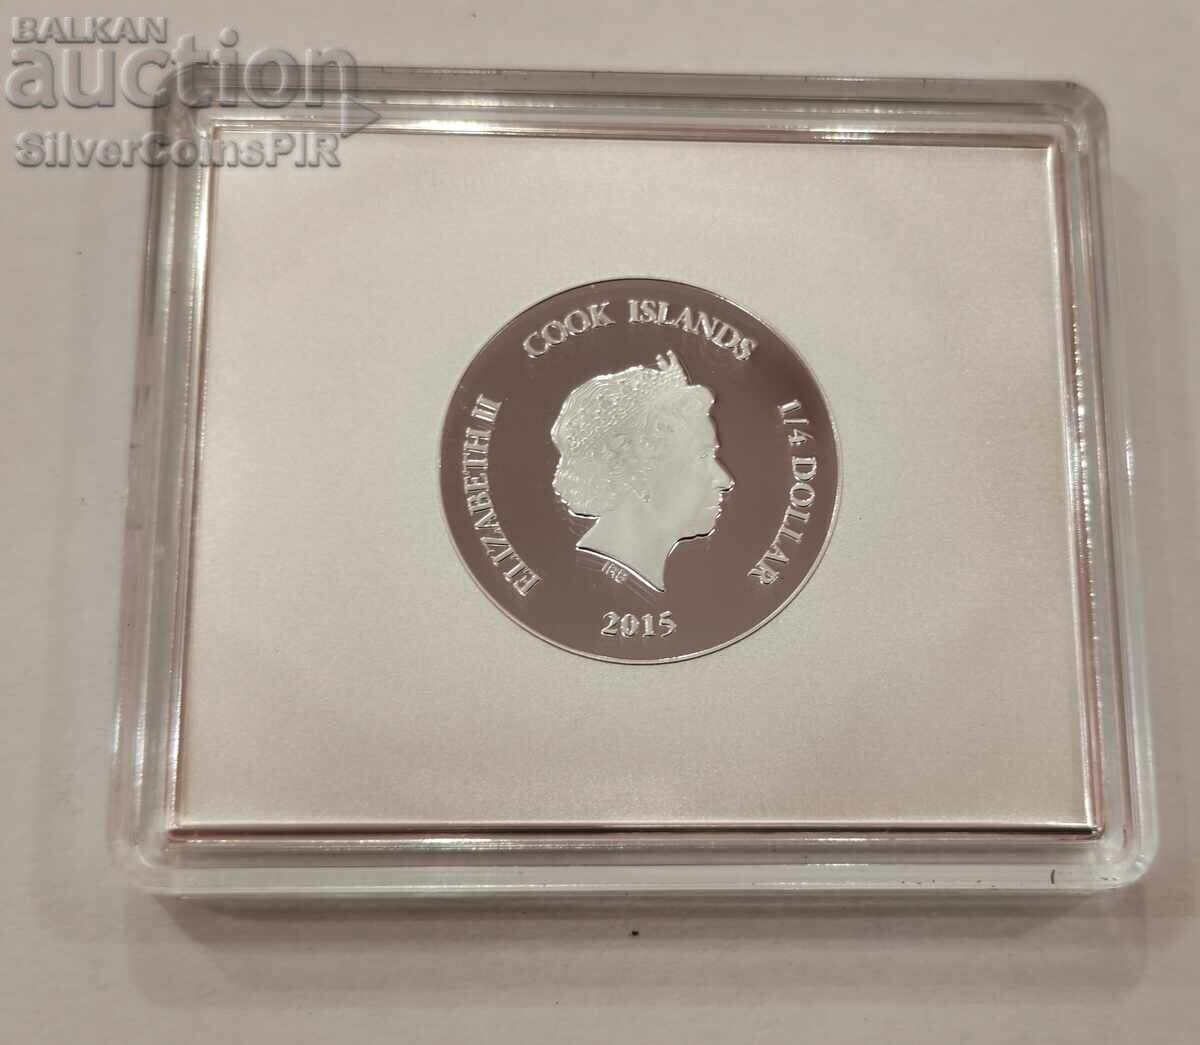 BALKAN
auction
SilverCoinsPIR
COOK ISLANDS
ELIZABETH II
1/4 DOLLAR
IRB
2015